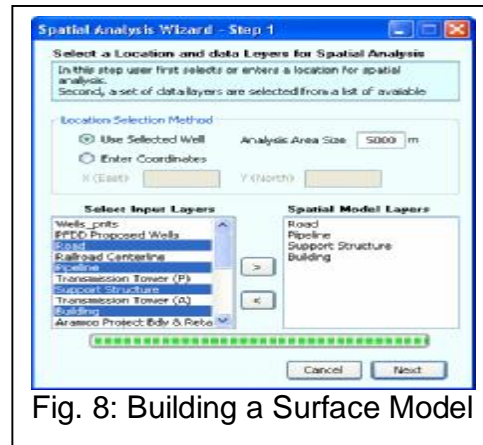 Spatial Analysis Wizard - Step 1
Select a Location and data Layers for Spatial Analysis
In this step user first selects or enters a location for spatial
analysis.
Second, a set of data layers are selected from a list of available
Location Selection Method
Use Selected Well Analysis Area Size 5000 m
Enter Coordinates
X (East) Y (North)
Select Input Layers Spatial Model Layers
Wells_pnts Road
PFDD Proposed Wells Pipeline
Road Support Structure
Railroad Centerline Building
Pipeline
>
Transmission Tower (P)
Support Structure
Transmission Tower (A)
<
Building
Aramco Project Bdy & Reta
Cancel Next
Fig. 8: Building a Surface Model